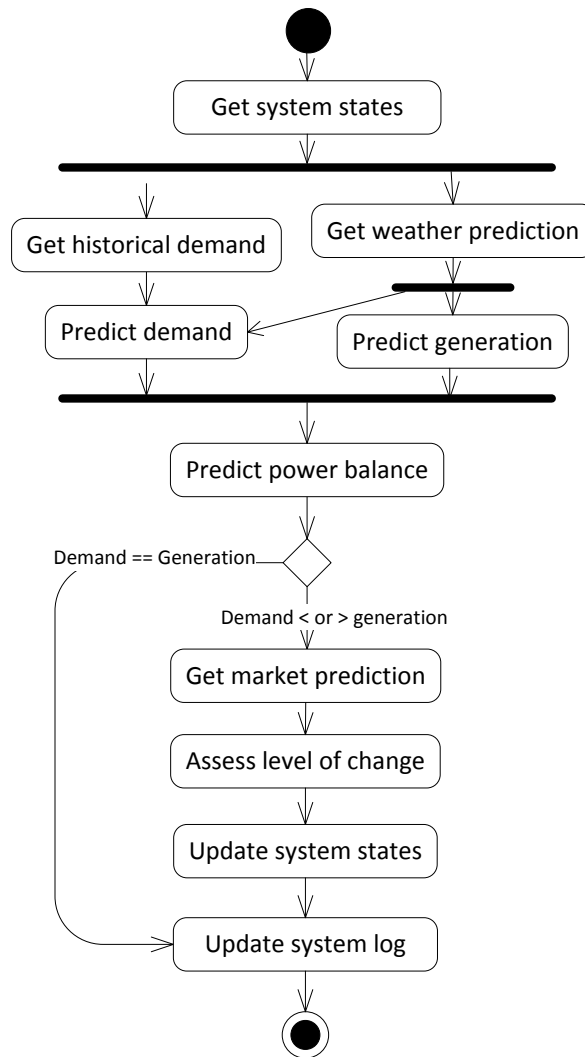 Get system states
Get historical demand
Get weather prediction
Predict demand
Predict generation
Predict power balance
Demand == Generation
Demand < or > generation
Get market prediction
Assess level of change
Update system states
Update system log